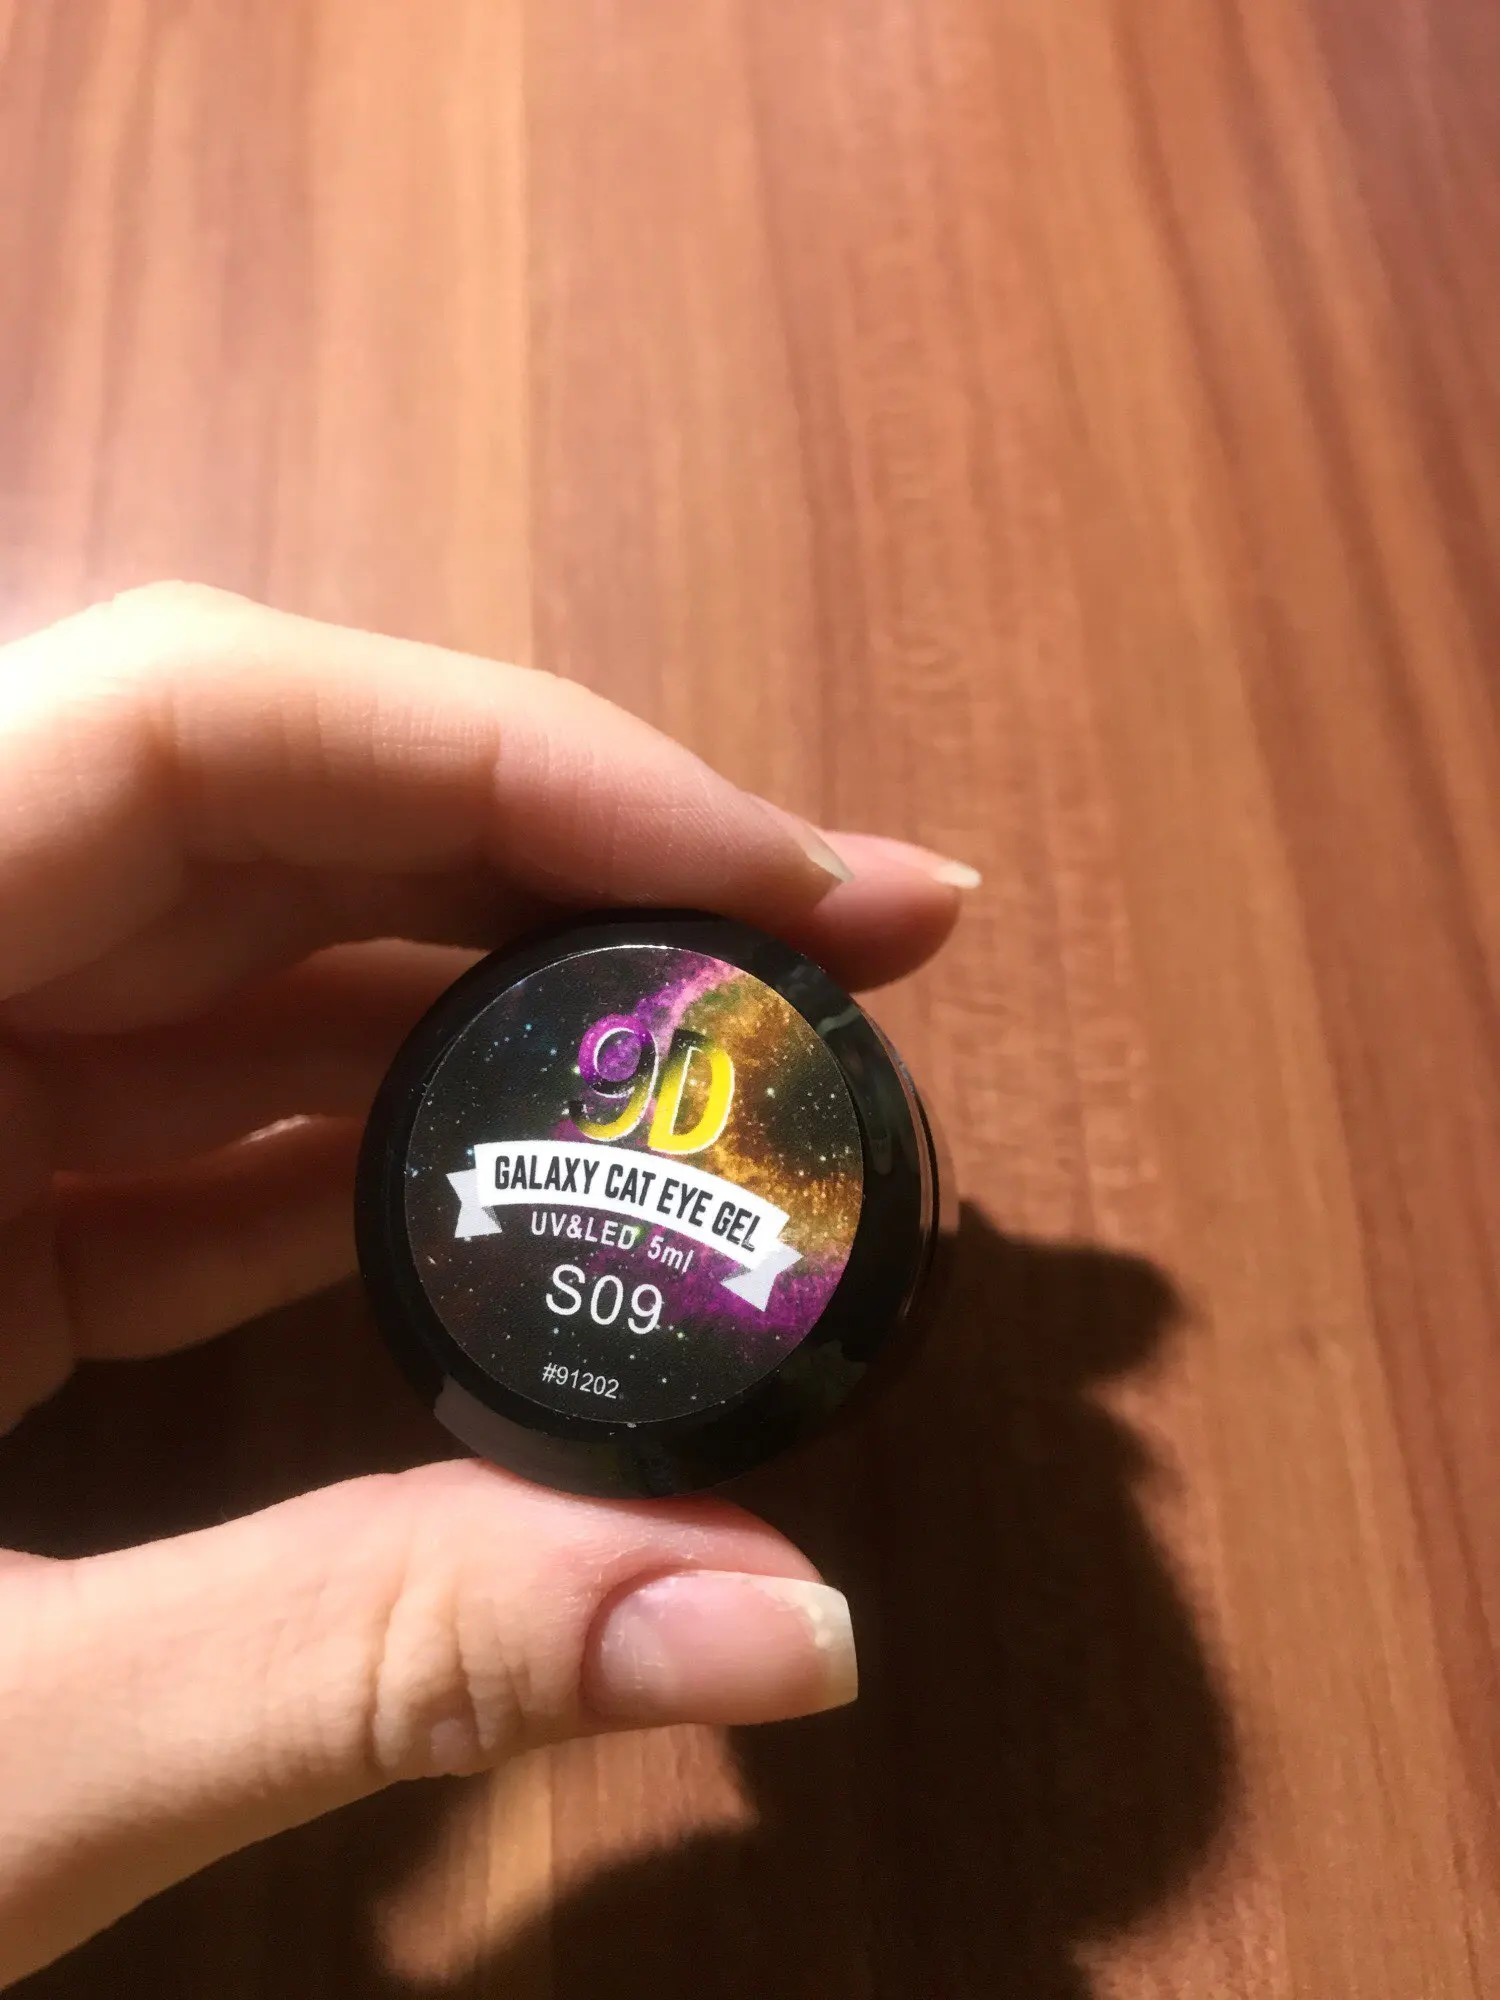 9D
GALAXY CAT EYE GEL
UV&LED 5ml
S09
#91202